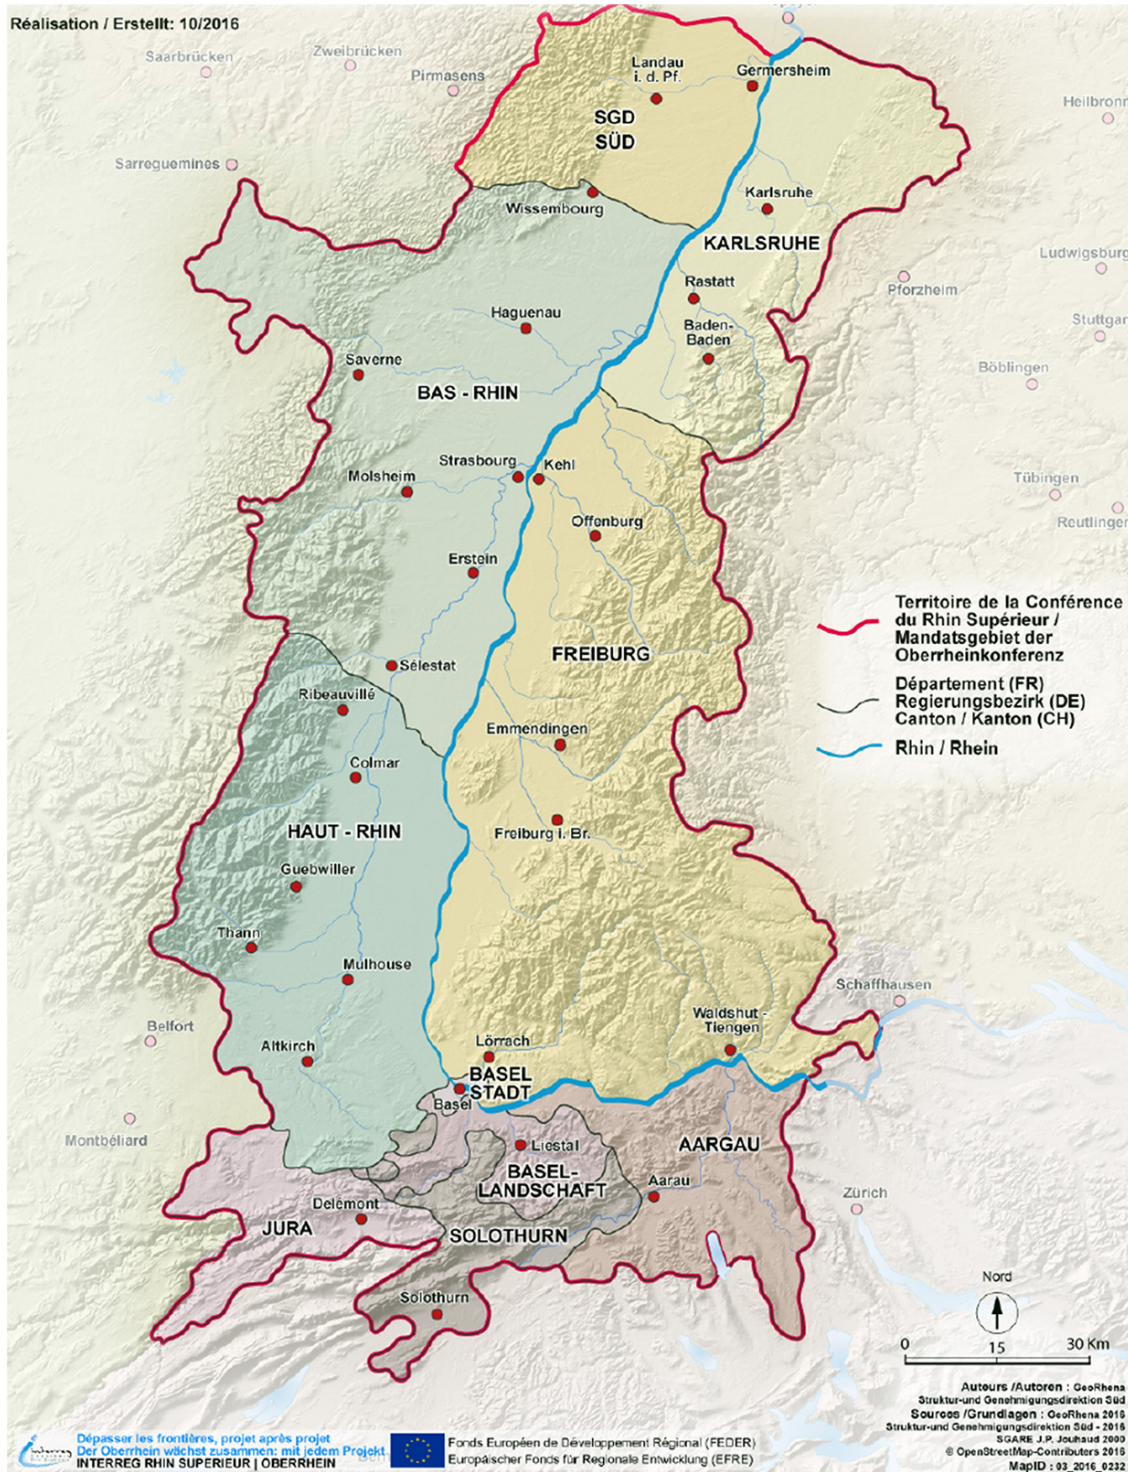 Réalisation / Erstellt: 10/2016
Saarbrücken
Zweibrücken
Pirmasens
Sarreguemines
Landau
i. d. Pf.
Germersheim
SGD
SÜD
Heilbronn
Wissembourg
Karlsruhe
KARLSRUHE
Ludwigsburg
Pforzheim
Rastatt
Haguenau
Baden-
Baden
Stuttgar
Saverne
Böblingen
BAS - RHIN
Strasbourg
Kehl
Molsheim
Tübingen
Offenburg
Reutlinger
Erstein
Territoire de la Conférence
du Rhin Supérieur /
Mandatsgebiet der
Oberrheinkonferenz
Département (FR)
Regierungsbezirk (DE)
Canton / Kanton (CH)
Rhin / Rhein
FREIBURG
Sélestat
Ribeauvillé
Emmendingen
Colmar
HAUT - RHIN
Freiburg i. Br.
Guebwiller
Thann
Mulhouse
Schaffhausen
Belfort
Waldshut -
Tiengen
Altkirch
Lörrach
BASEL
STADT
Basel
Montbéliard
Liestal
AARGAU
BASEL-
LANDSCHAFT
Aarau
Zürich
Delémont
JURA
SOLOTHURN
Solothurn
Nord
0 15 30 Km
Auteurs /Autoren : GeoRhena
Struktur-und Genehmigungsdirektion Süd
Sources /Grundlagen : GeoRhena 2016
Struktur-und Genehmigungsdirektion Süd - 2016
SGARE J.P. Jouhaud 2000
© OpenStreetMap-Contributers 2016
MapID : 03_2016_0232
Dépasser les frontières, projet après projet
Der Oberrhein wächst zusammen: mit jedem Projekt
INTERREG RHIN SUPERIEUR | OBERRHEIN
Fonds Européen de Développement Régional (FEDER)
Europäischer Fonds für Regionale Entwicklung (EFRE)